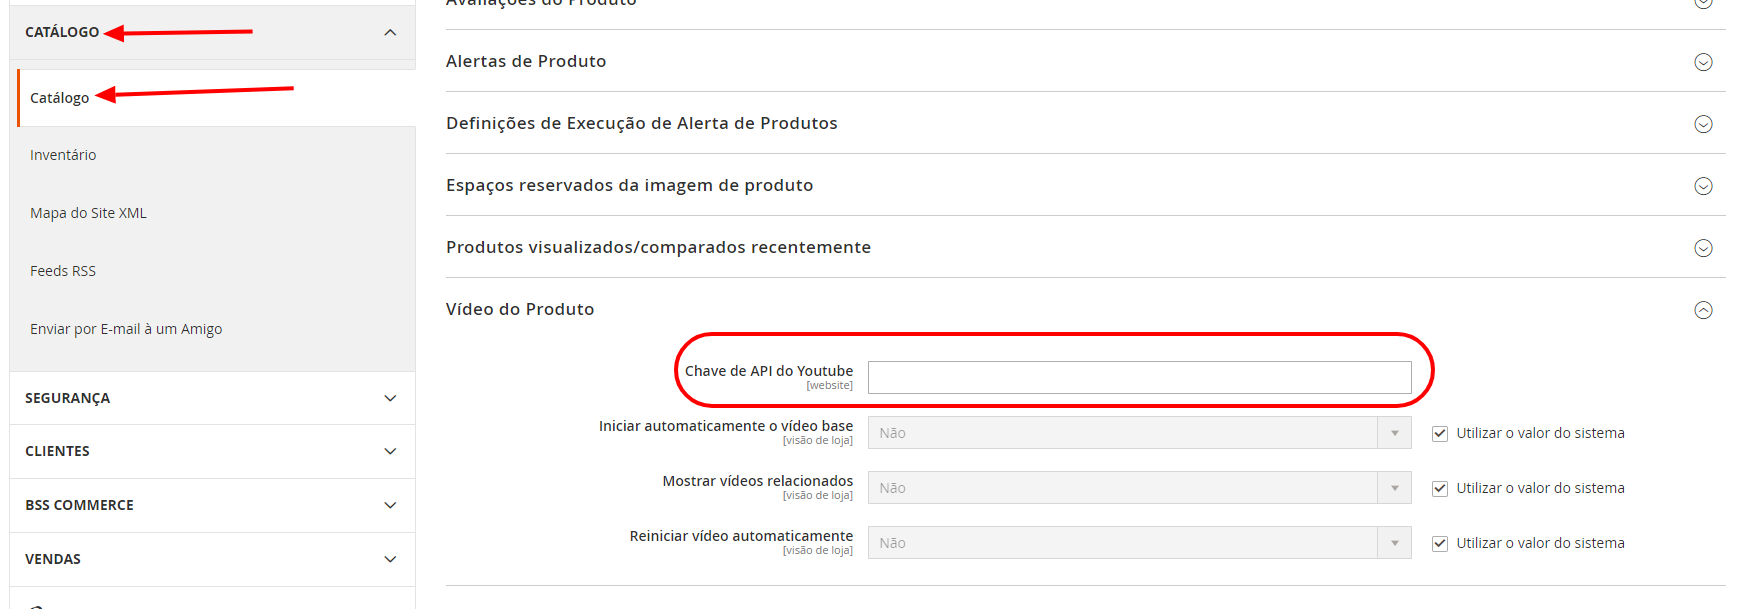 CATÁLOGO
Catálogo
Inventário
Mapa do Site XML
Feeds RSS
Enviar por E-mail à um Amigo
SEGURANÇA
CLIENTES
BSS COMMERCE
VENDAS
Avaliações do Produto
Alertas de Produto
Definições de Execução de Alerta de Produtos
Espaços reservados da imagem de produto
Produtos visualizados/comparados recentemente
Vídeo do Produto
Chave de API do Youtube
[website]
Iniciar automaticamente o vídeo base
[visão de loja]
Não
Utilizar o valor do sistema
Mostrar vídeos relacionados
[visão de loja]
Não
Utilizar o valor do sistema
Reiniciar vídeo automaticamente
[visão de loja]
Não
Utilizar o valor do sistema